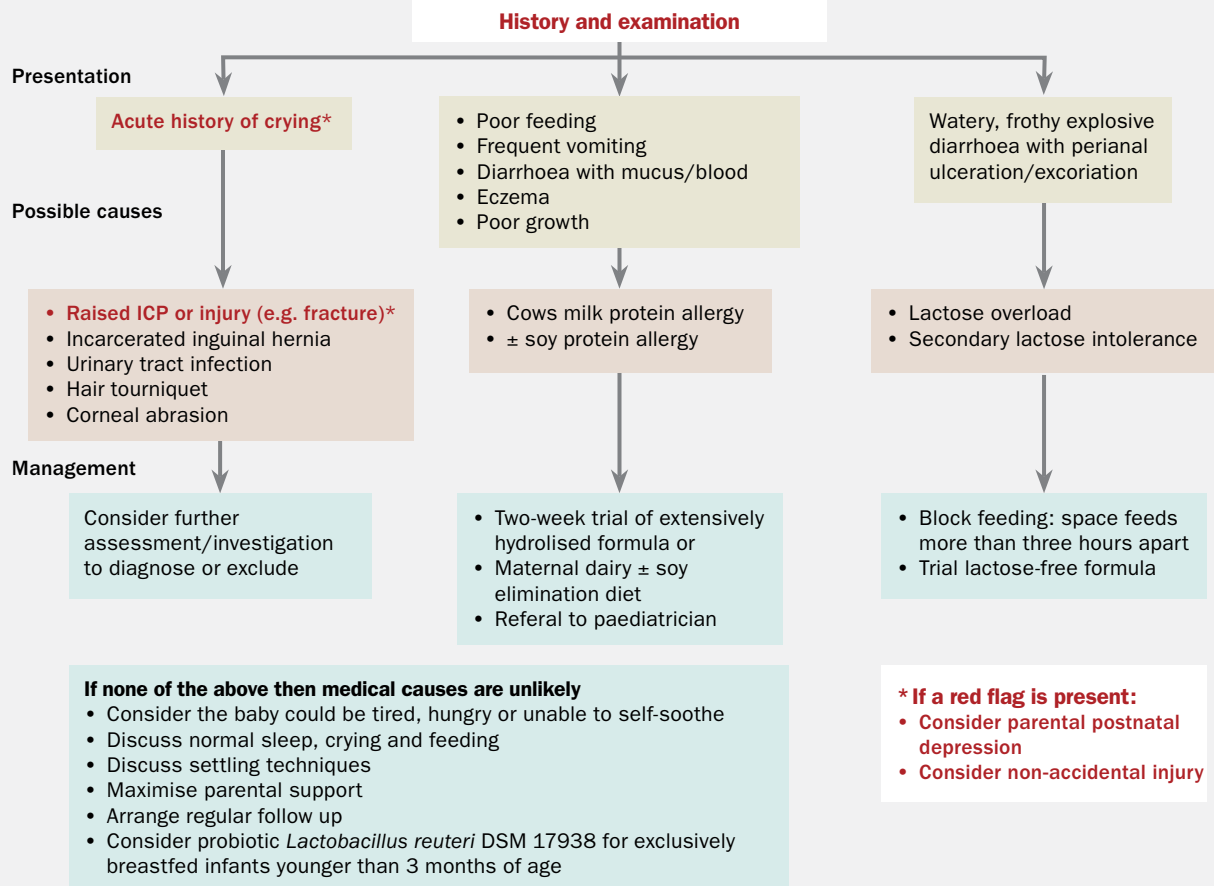 History and examination
Presentation
Acute history of crying*
• Poor feeding
• Frequent vomiting
• Diarrhoea with mucus/blood
• Eczema
• Poor growth
Watery, frothy explosive
diarrhoea with perianal
ulceration/excoriation
Possible causes
• Raised ICP or injury (e.g. fracture)*
• Incarcerated inguinal hernia
• Urinary tract infection
• Hair tourniquet
• Corneal abrasion
• Cows milk protein allergy
• ± soy protein allergy
• Lactose overload
• Secondary lactose intolerance
Management
Consider further
assessment/investigation
to diagnose or exclude
• Two-week trial of extensively
hydrolised formula or
• Maternal dairy ± soy
elimination diet
• Referal to paediatrician
• Block feeding: space feeds
more than three hours apart
• Trial lactose-free formula
If none of the above then medical causes are unlikely
• Consider the baby could be tired, hungry or unable to self-soothe
• Discuss normal sleep, crying and feeding
• Discuss settling techniques
• Maximise parental support
• Arrange regular follow up
• Consider probiotic Lactobacillus reuteri DSM 17938 for exclusively
breastfed infants younger than 3 months of age
* If a red flag is present:
• Consider parental postnatal
depression
• Consider non-accidental injury